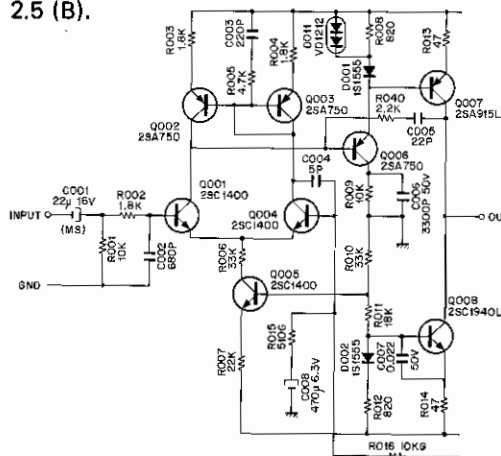 2.5 (B).
R003
1.8K
C003
220P
R005
4.7K
R004
1.8K
D011
VD1212
R008
820
D001
1S1555
R013
47
Q002
2SA750
Q003
2SA750
R040
2.2K
C005
22P
Q007
2SA915L
C001
22μ 16V
(MS)
INPUT
R002
1.8K
Q001
2SC1400
C004
5P
Q004
2SC1400
Q006
2SA750
R009
10K
C006
3300P 50V
OU
R001
10K
C002
680P
GND
R006
33K
Q005
2SC1400
R010
33K
R007
22K
R015
510G
C008
470μ 6.3V
R011
18K
D002
1S1555
C007
0.022
50V
Q008
2SC1940L
R012
820
R014
47
R016 10KG